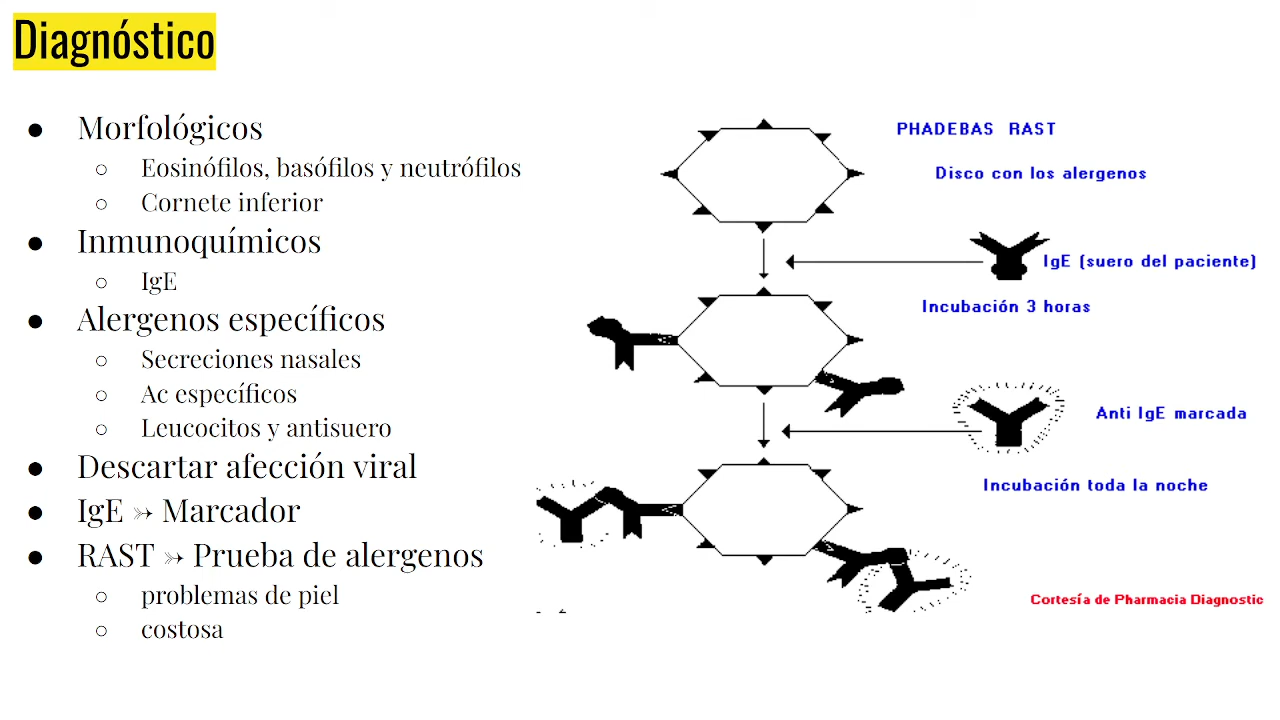 Diagnóstico
● Morfológicos
○ Eosinófilos, basófilos y neutrófilos
○ Cornete inferior
● Inmunoquímicos
○ IgE
● Alergenos específicos
○ Secreciones nasales
○ Ac específicos
○ Leucocitos y antisuero
● Descartar afección viral
● IgE ⤖ Marcador
● RAST ⤖ Prueba de alergenos
○ problemas de piel
○ costosa
PHADEBAS RAST
Disco con los alergenos
IgE (suero del paciente)
Incubación 3 horas
Anti IgE marcada
Incubación toda la noche
Cortesía de Pharmacia Diagnostic